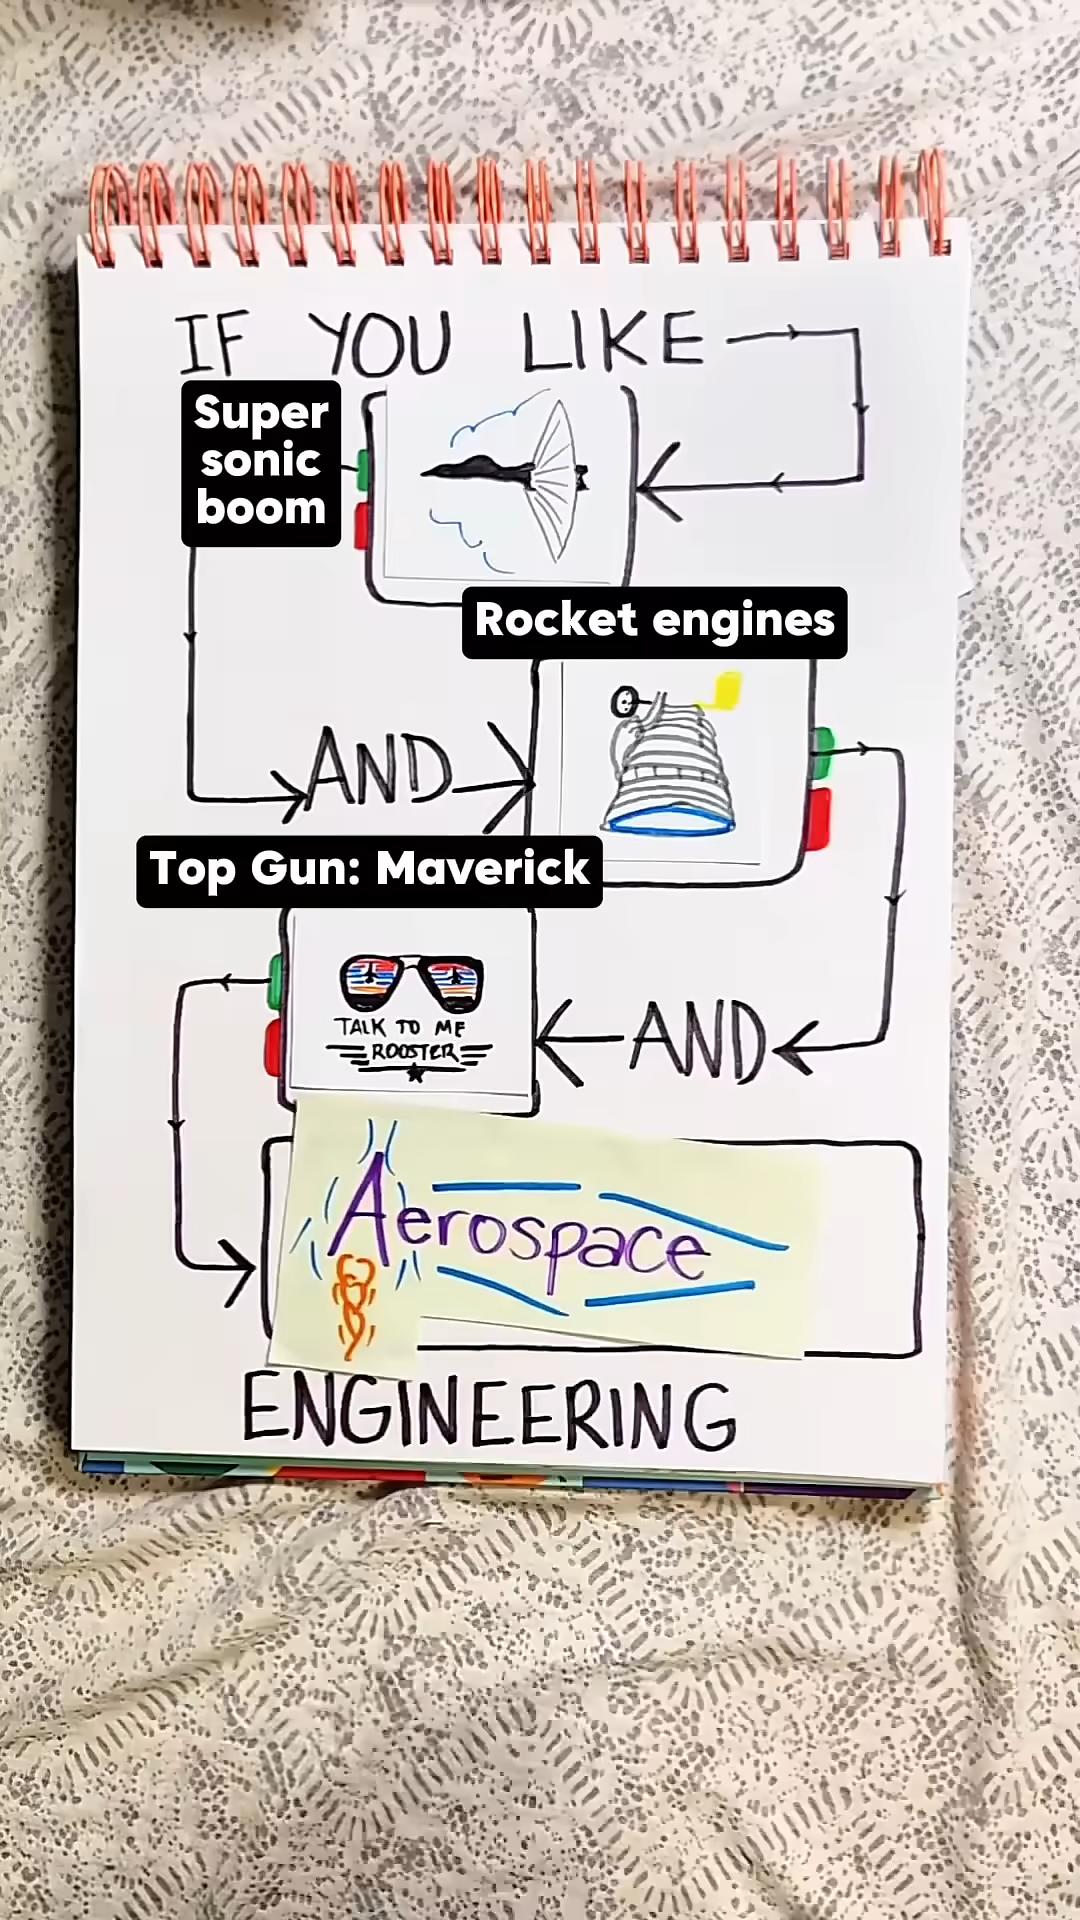 IF YOU LIKE
Super
sonic
boom
Rocket engines
AND
Top Gun: Maverick
TALK TO ME
ROOSTER
AND
Aerospace
ENGINEERING